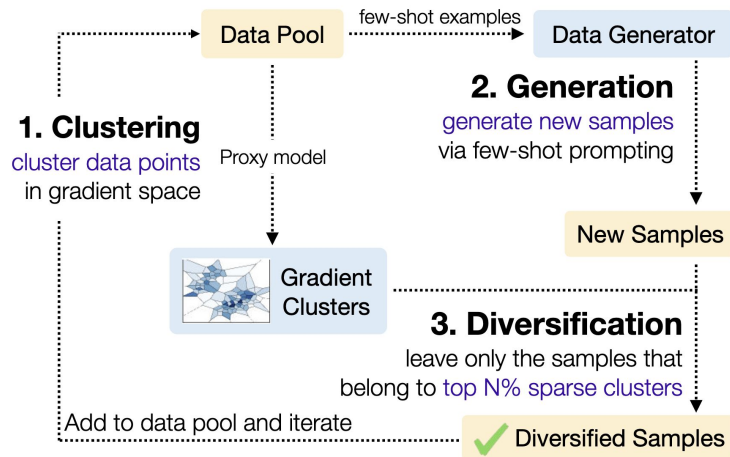 Data Pool
few-shot examples
Data Generator
1. Clustering
cluster data points
in gradient space
Proxy model
2. Generation
generate new samples
via few-shot prompting
New Samples
Gradient
Clusters
3. Diversification
leave only the samples that
belong to top N% sparse clusters
Add to data pool and iterate
Diversified Samples